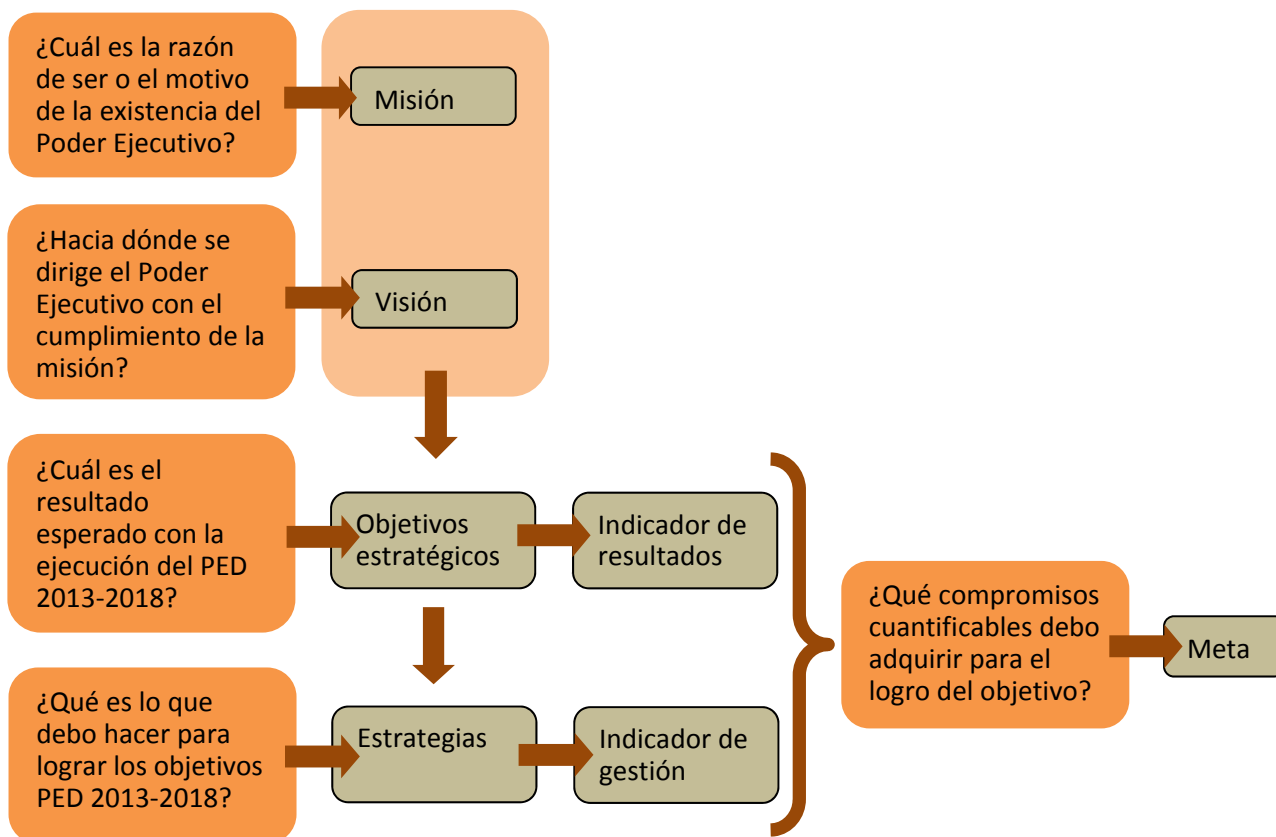 ¿Cuál es la razón
de ser o el motivo
de la existencia del
Poder Ejecutivo?
Misión
¿Hacia dónde se
dirige el Poder
Ejecutivo con el
cumplimiento de la
misión?
Visión
¿Cuál es el
resultado
esperado con la
ejecución del PED
2013-2018?
Objetivos
estratégicos
Indicador de
resultados
¿Qué compromisos
cuantificables debo
adquirir para el
logro del objetivo?
Meta
¿Qué es lo que
debo hacer para
lograr los objetivos
PED 2013-2018?
Estrategias
Indicador de
gestión